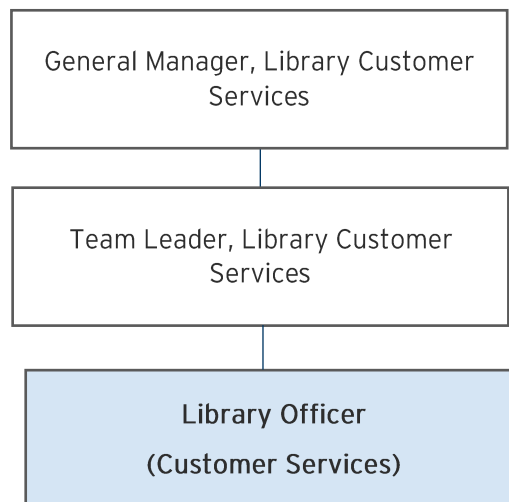 General Manager, Library Customer
Services
Team Leader, Library Customer
Services
Library Officer
(Customer Services)